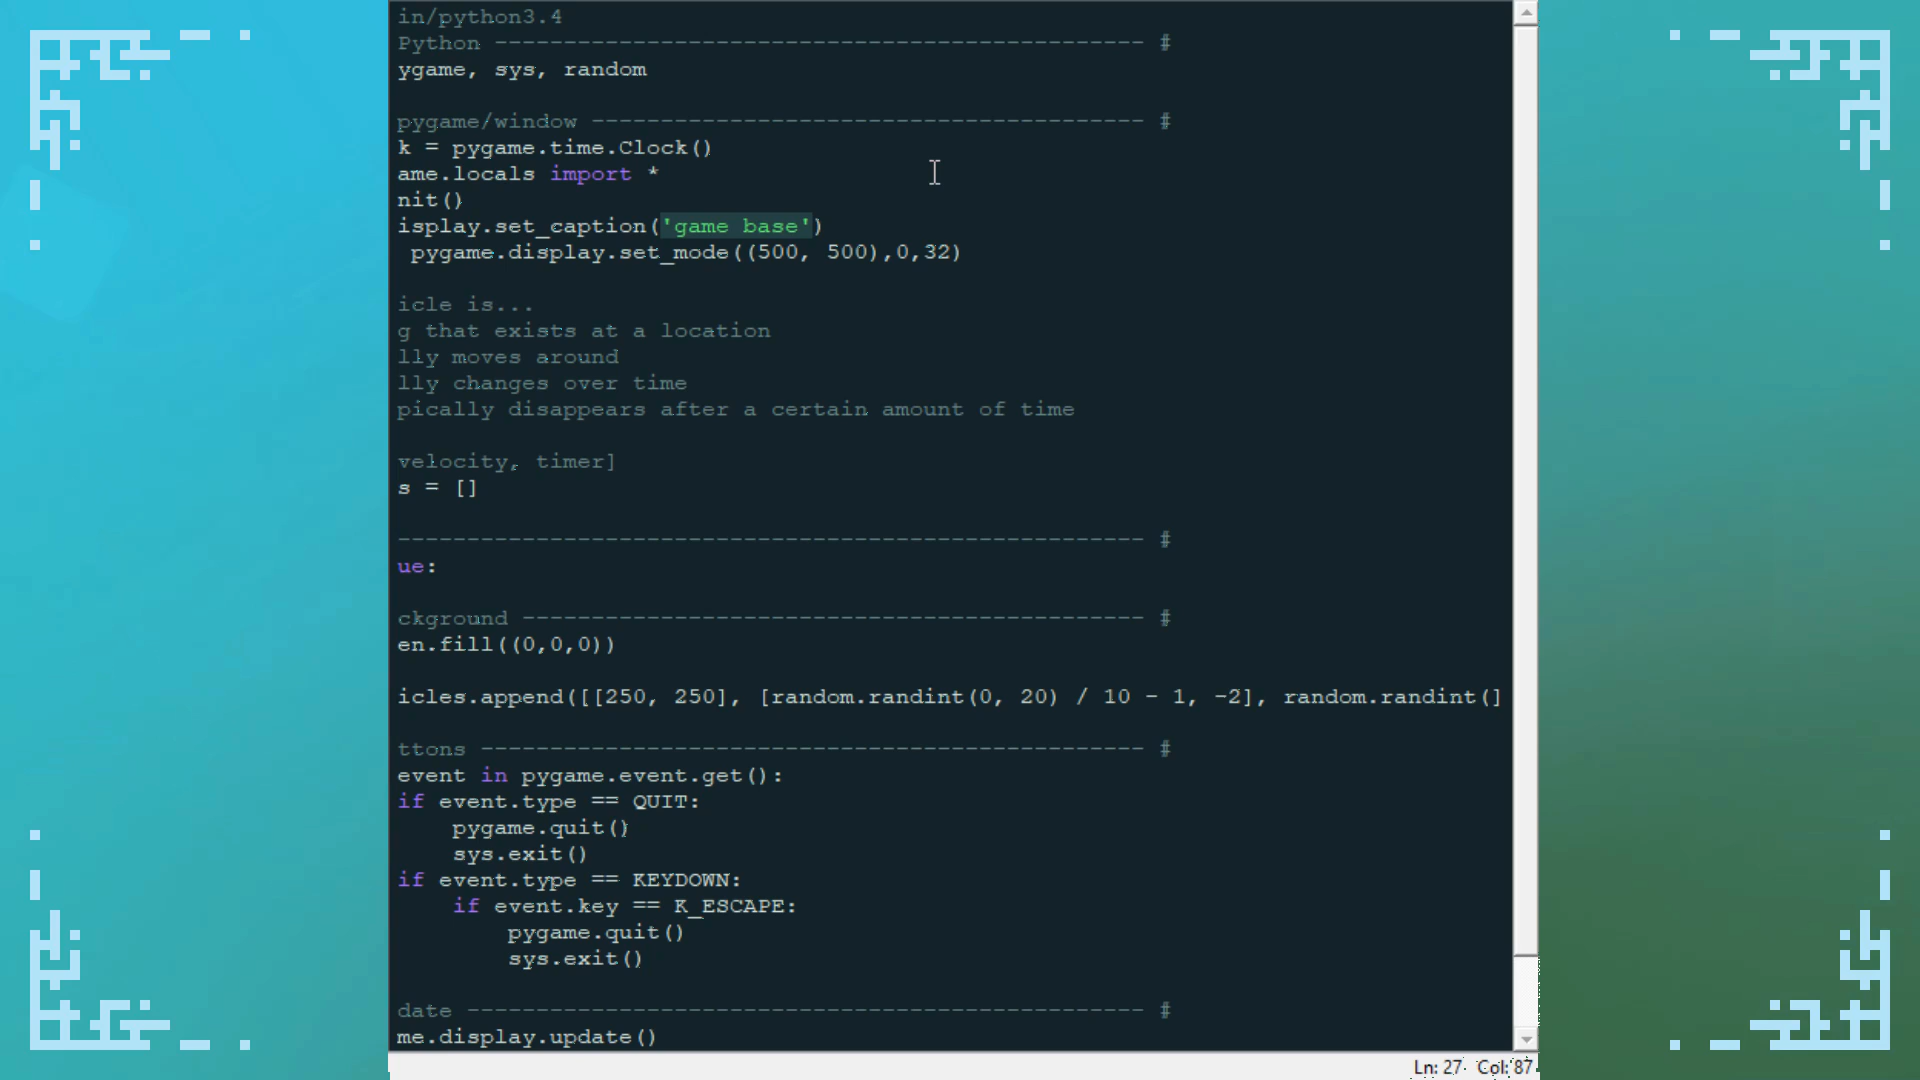 in/python3.4
Python ----------------------------------------------- #
ygame, sys, random
pygame/window ---------------------------------------- #
k = pygame.time.Clock()
ame.locals import *
nit()
isplay.set_caption('game base')
pygame.display.set_mode((500, 500),0,32)
icle is...
g that exists at a location
lly moves around
lly changes over time
pically disappears after a certain amount of time
velocity, timer]
s = []
------------------------------------------------------ #
ue:
ckground --------------------------------------------- #
en.fill((0,0,0))
icles.append([[250, 250], [random.randint(0, 20) / 10 - 1, -2], random.randint(]
ttons ------------------------------------------------ #
event in pygame.event.get():
if event.type == QUIT:
pygame.quit()
sys.exit()
if event.type == KEYDOWN:
if event.key == K_ESCAPE:
pygame.quit()
sys.exit()
date ------------------------------------------------- #
me.display.update()
Ln: 27 Col: 87